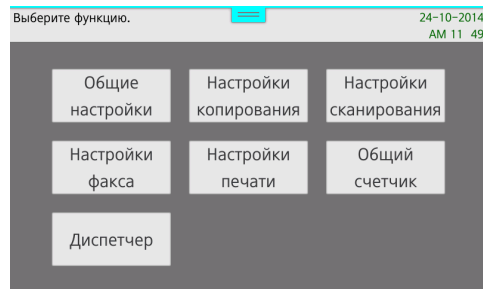 Выберите функцию.
24-10-2014
AM 11 49
Общие
настройки
Настройки
копирования
Настройки
сканирования
Настройки
факса
Настройки
печати
Общий
счетчик
Диспетчер